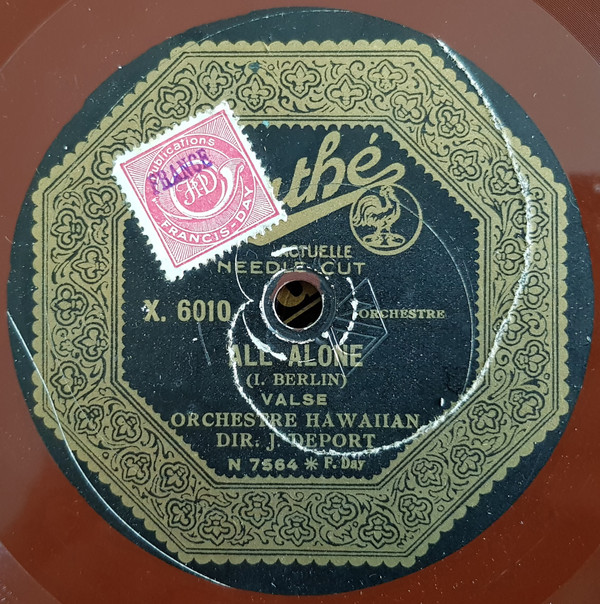 Publications
FRANCE
F·D
FRANCIS-DAY
Pathé
ACTUELLE
NEEDLE CUT
X. 6010
ORCHESTRE
ALL ALONE
(I. BERLIN)
VALSE
ORCHESTRE HAWAIIAN
DIR: J. DEPORT
N 7564 * F. Day